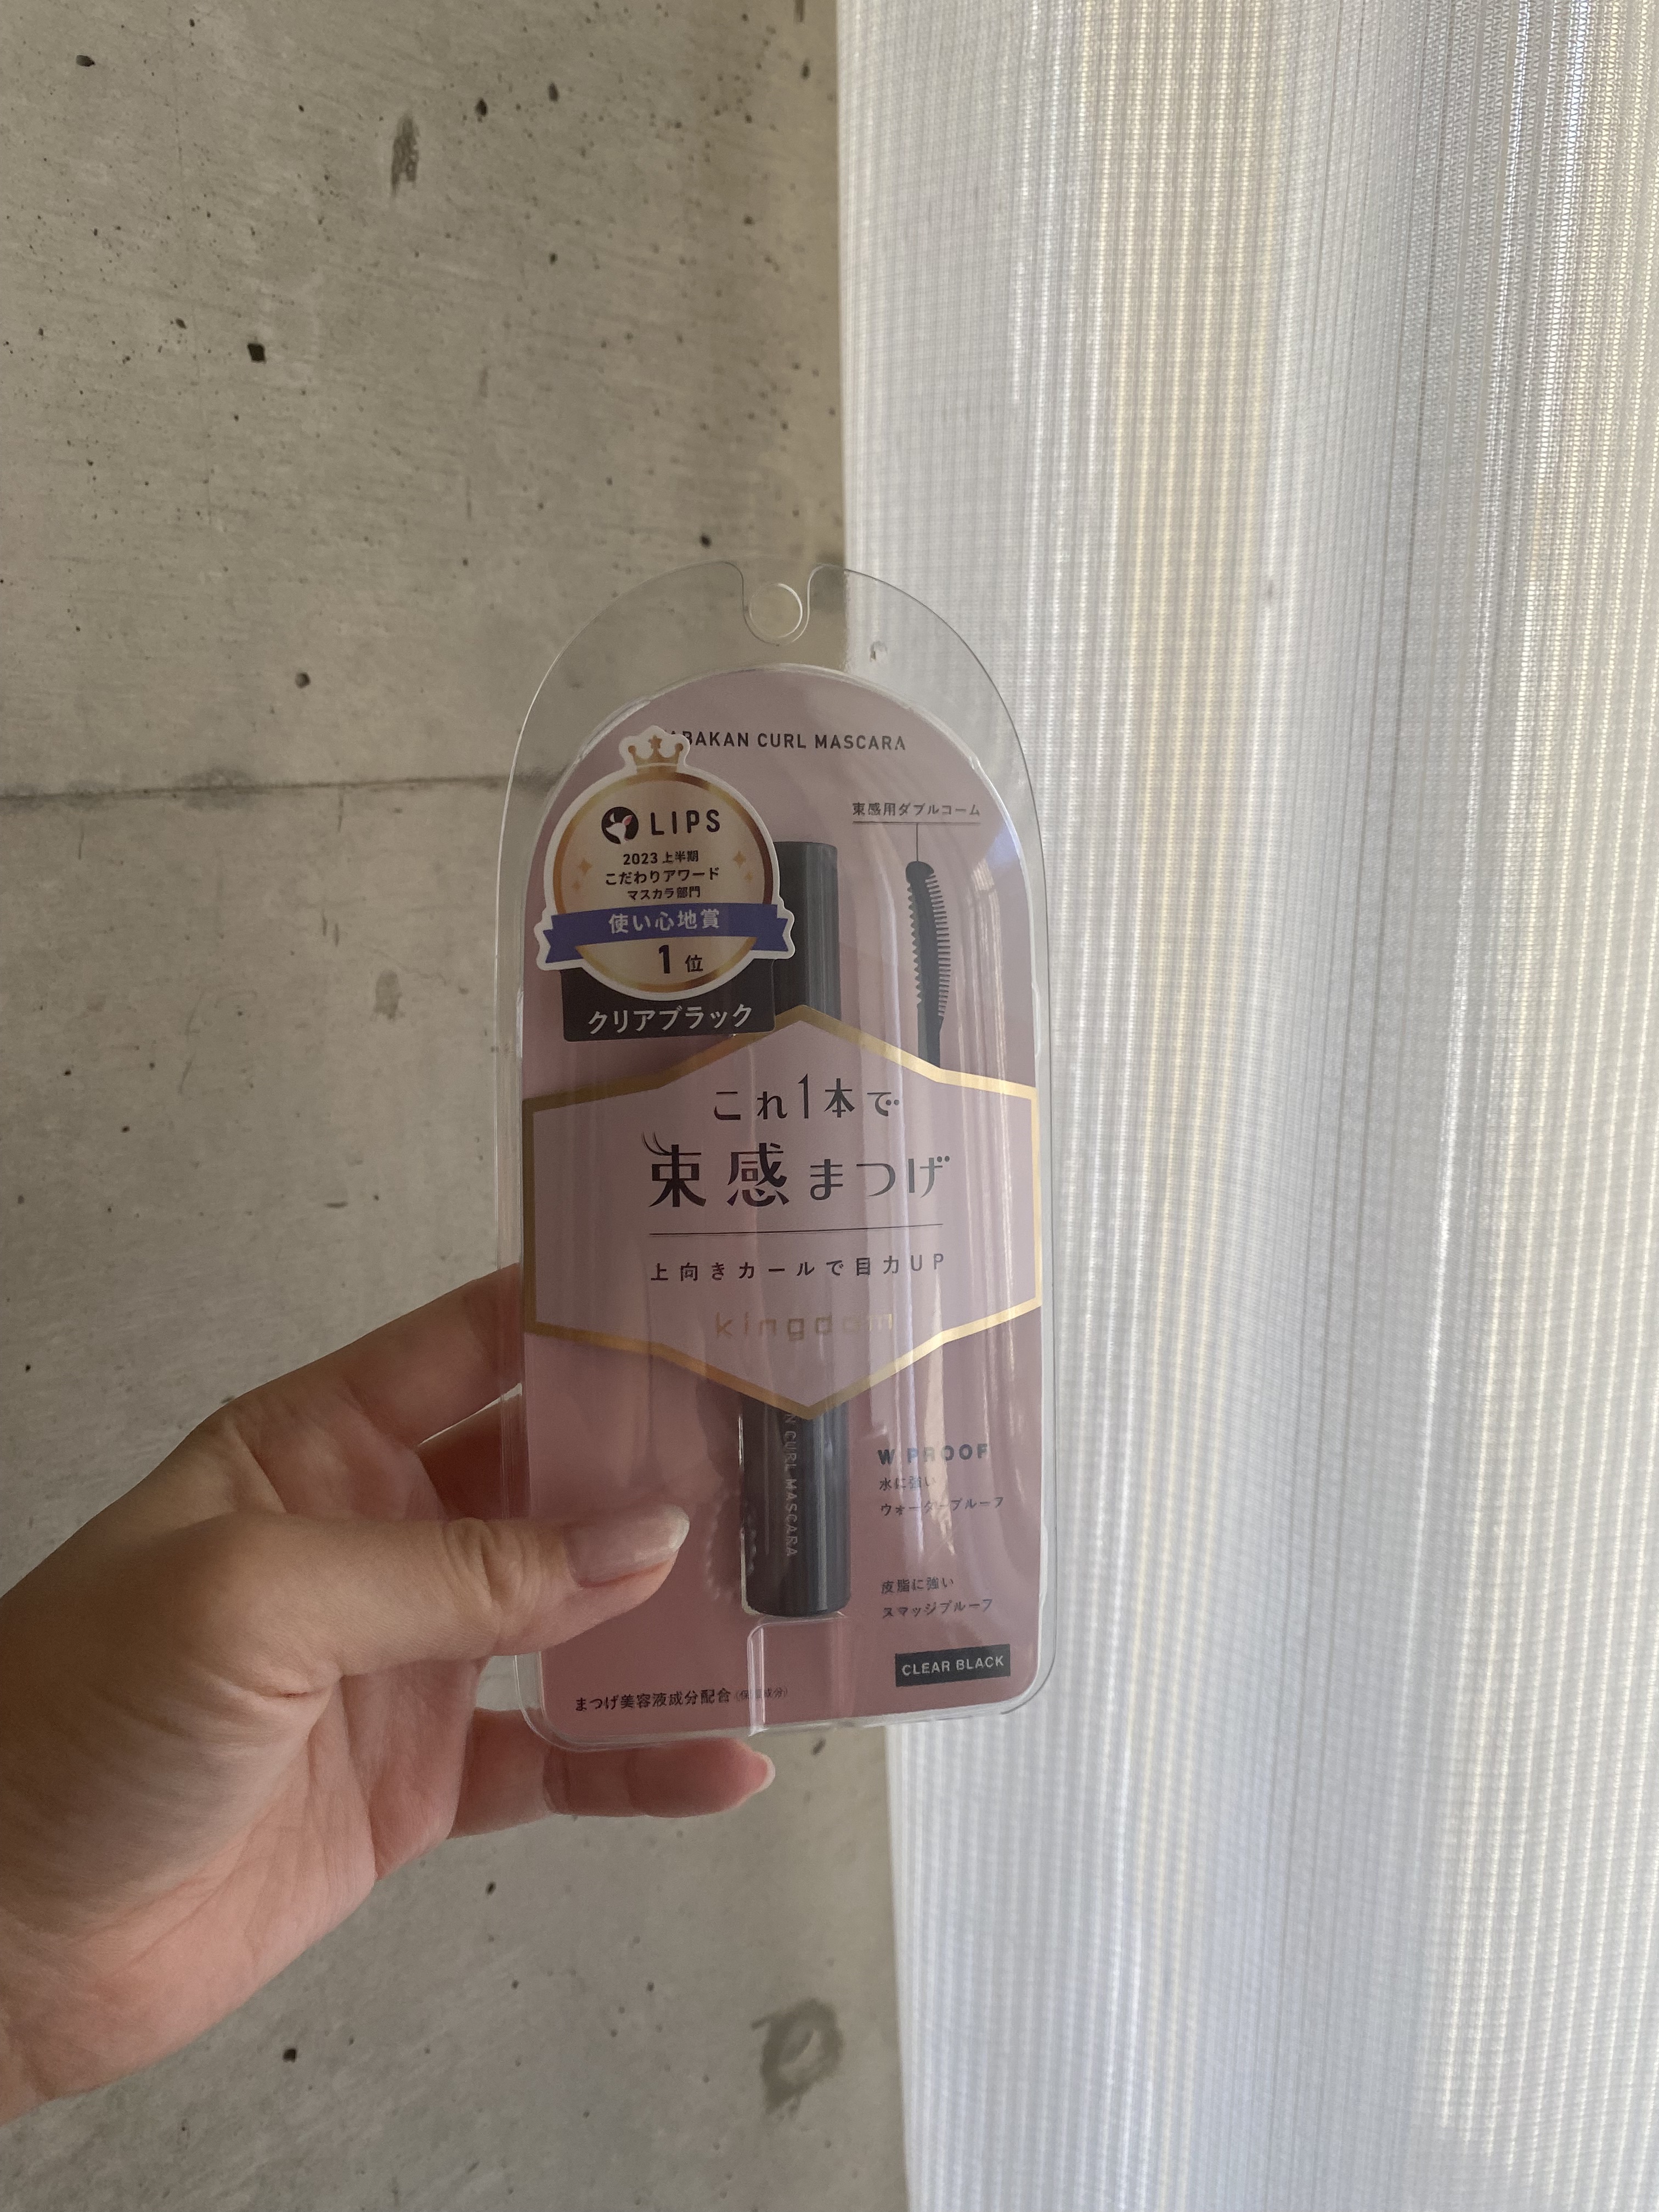 CURL MASCARA
束感用ダブルコーム
LIPS
2023 上半期
こだわりアワード
マスカラ部門
使い心地賞
1 位
クリアブラック
これ1本で
束感まつげ
上向きカールで目力UP
kingdom
CURL MASCARA
W PROOF
水に強い
ウォータープルーフ
皮脂に強い
スマッジプルーフ
CLEAR BLACK
まつげ美容液成分配合 (保湿成分)